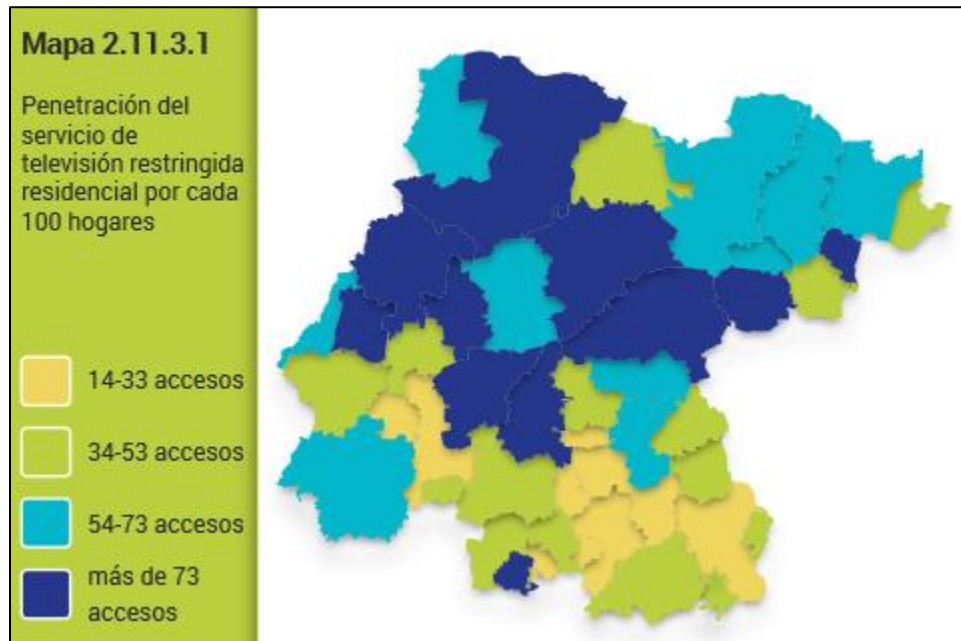 Mapa 2.11.3.1
Penetración del
servicio de
televisión restringida
residencial por cada
100 hogares
14-33 accesos
34-53 accesos
54-73 accesos
más de 73
accesos